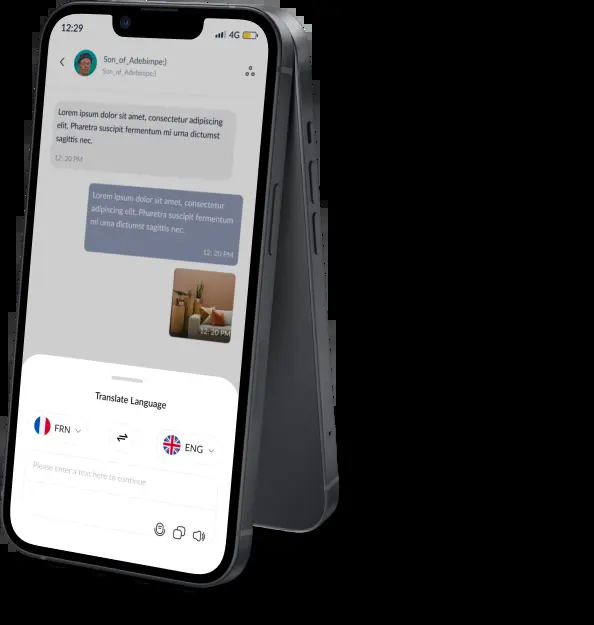 12:29
4G
Son_of_Adebimpe:)
Son_of_Adebimpe:)
Lorem ipsum dolor sit amet, consectetur adipiscing
elit. Pharetra suscipit fermentum mi urna dictumst
sagittis nec.
12: 20 PM
Lorem ipsum dolor sit amet, consectetur
adipiscing elit. Pharetra suscipit fermentum
mi urna dictumst sagittis nec.
12: 20 PM
12: 20 PM
Translate Language
FRN
ENG
Please enter a text here to continue